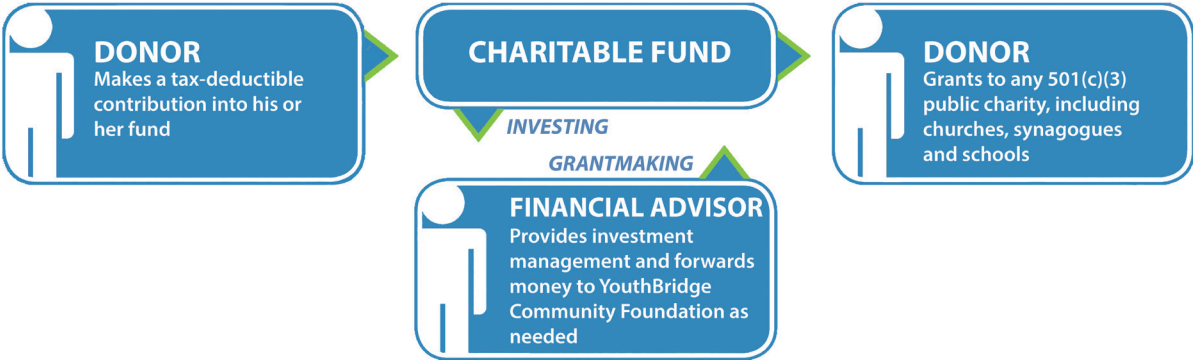 DONOR
Makes a tax-deductible
contribution into his or
her fund
CHARITABLE FUND
INVESTING
GRANTMAKING
FINANCIAL ADVISOR
Provides investment
management and forwards
money to YouthBridge
Community Foundation as
needed
DONOR
Grants to any 501(c)(3)
public charity, including
churches, synagogues
and schools